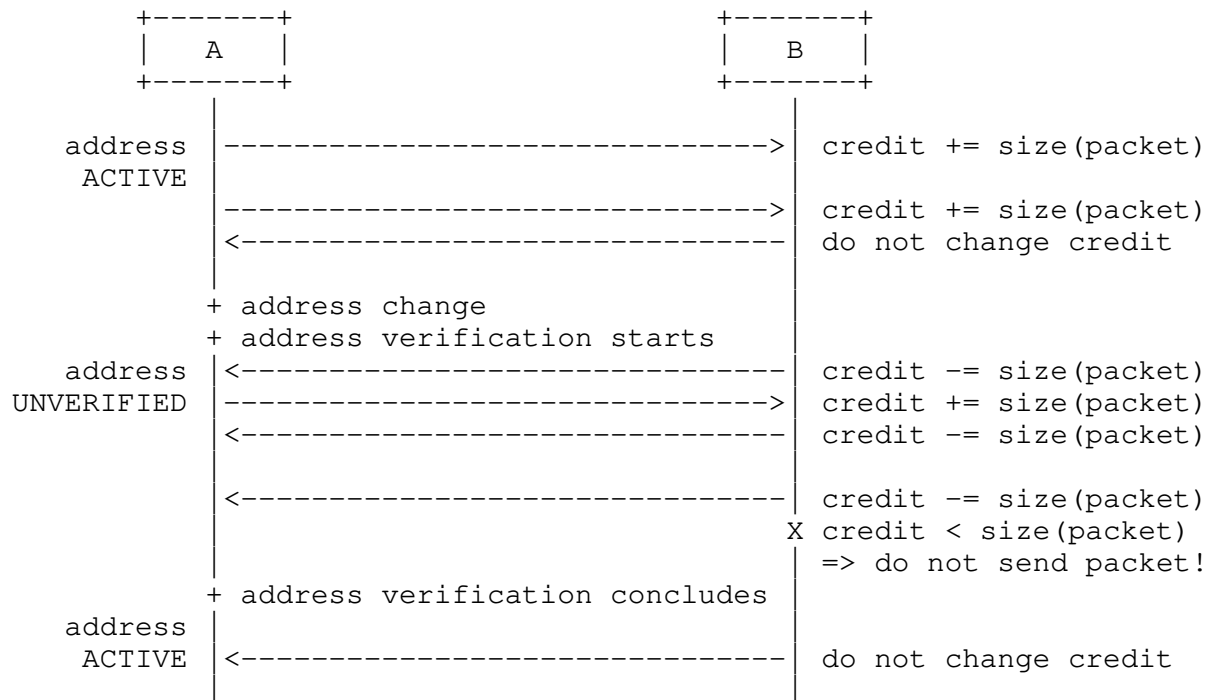 A B
address credit += size(packet)
ACTIVE
credit += size(packet)
do not change credit
+ address change
+ address verification starts
address credit -= size(packet)
UNVERIFIED credit += size(packet)
credit -= size(packet)
credit -= size(packet)
X credit < size(packet)
=> do not send packet!
+ address verification concludes
address
ACTIVE do not change credit